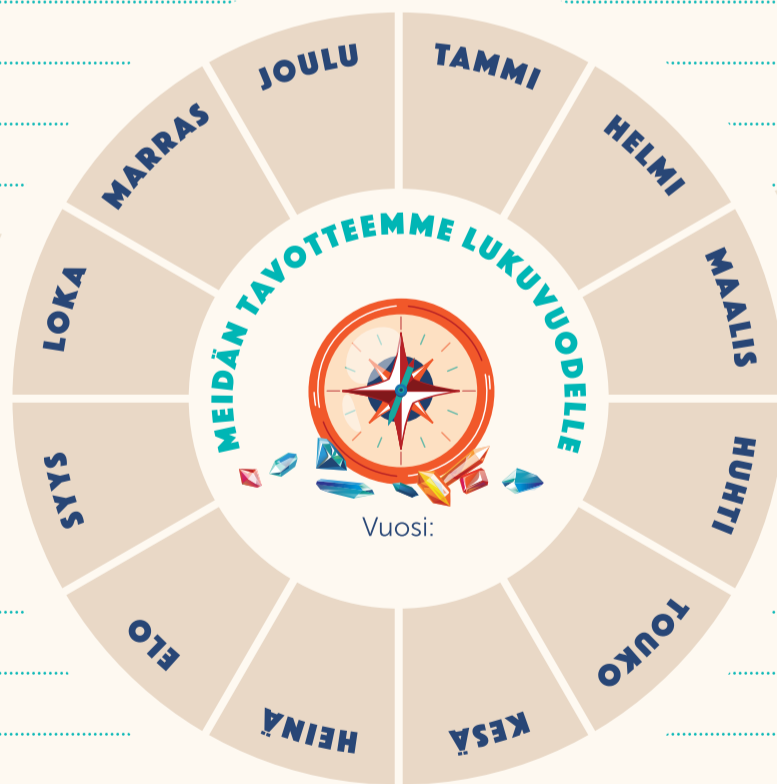 TAMMI
HELMI
MAALIS
HUHTI
TOUKO
KESÄ
HEINÄ
ELO
SYYS
LOKA
MARRAS
JOULU
MEIDÄN TAVOTTEEMME LUKUVUODELLE
Vuosi: